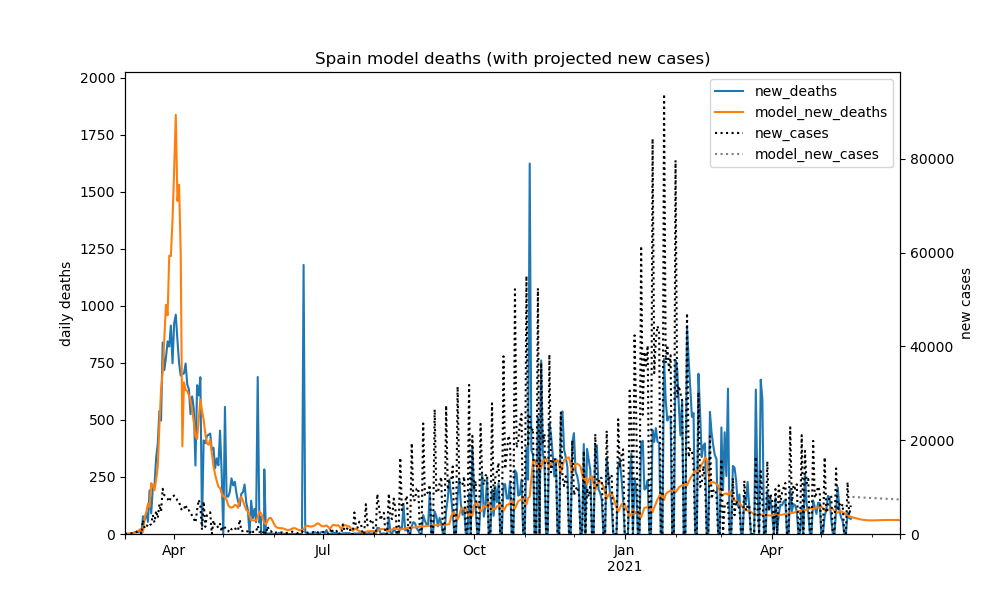 Spain model deaths (with projected new cases)
2000
1750
1500
1250
1000
750
500
250
0
daily deaths
new_deaths
model_new_deaths
new_cases
model_new_cases
80000
60000
40000
20000
0
new cases
Apr Jul Oct Jan Apr
2021